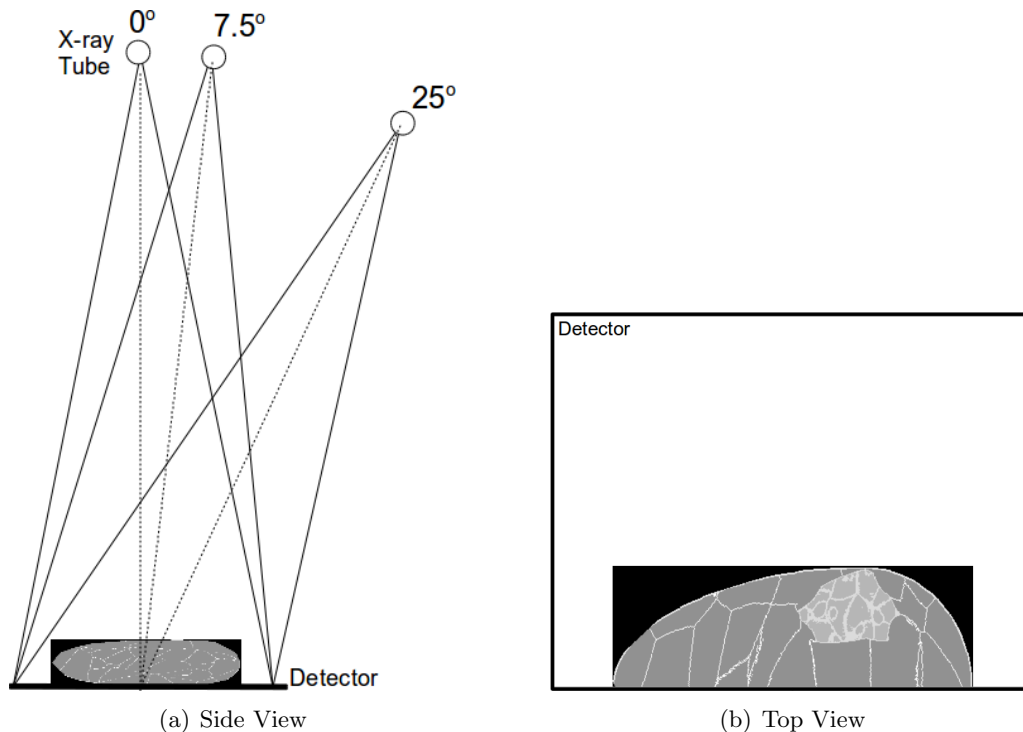 0º
7.5º
X-ray
Tube
25º
Detector
Detector
(a) Side View
(b) Top View